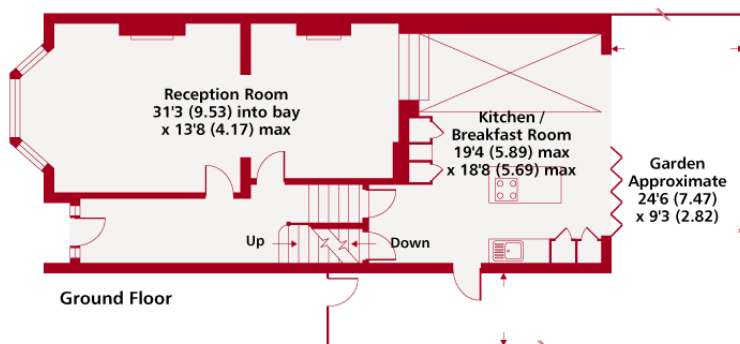 Reception Room
31'3 (9.53) into bay
x 13'8 (4.17) max
Kitchen /
Breakfast Room
19'4 (5.89) max
x 18'8 (5.69) max
Garden
Approximate
24'6 (7.47)
x 9'3 (2.82)
Up
Down
Ground Floor